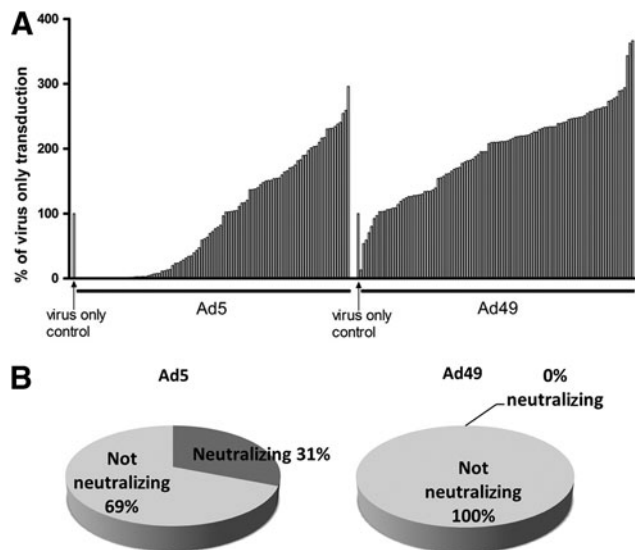 A
% of virus only transduction
400
300
200
100
0
virus only
control
Ad5
virus only
control
Ad49
B
Ad5
Neutralizing 31%
Not
neutralizing
69%
Ad49
0%
neutralizing
Not
neutralizing
100%